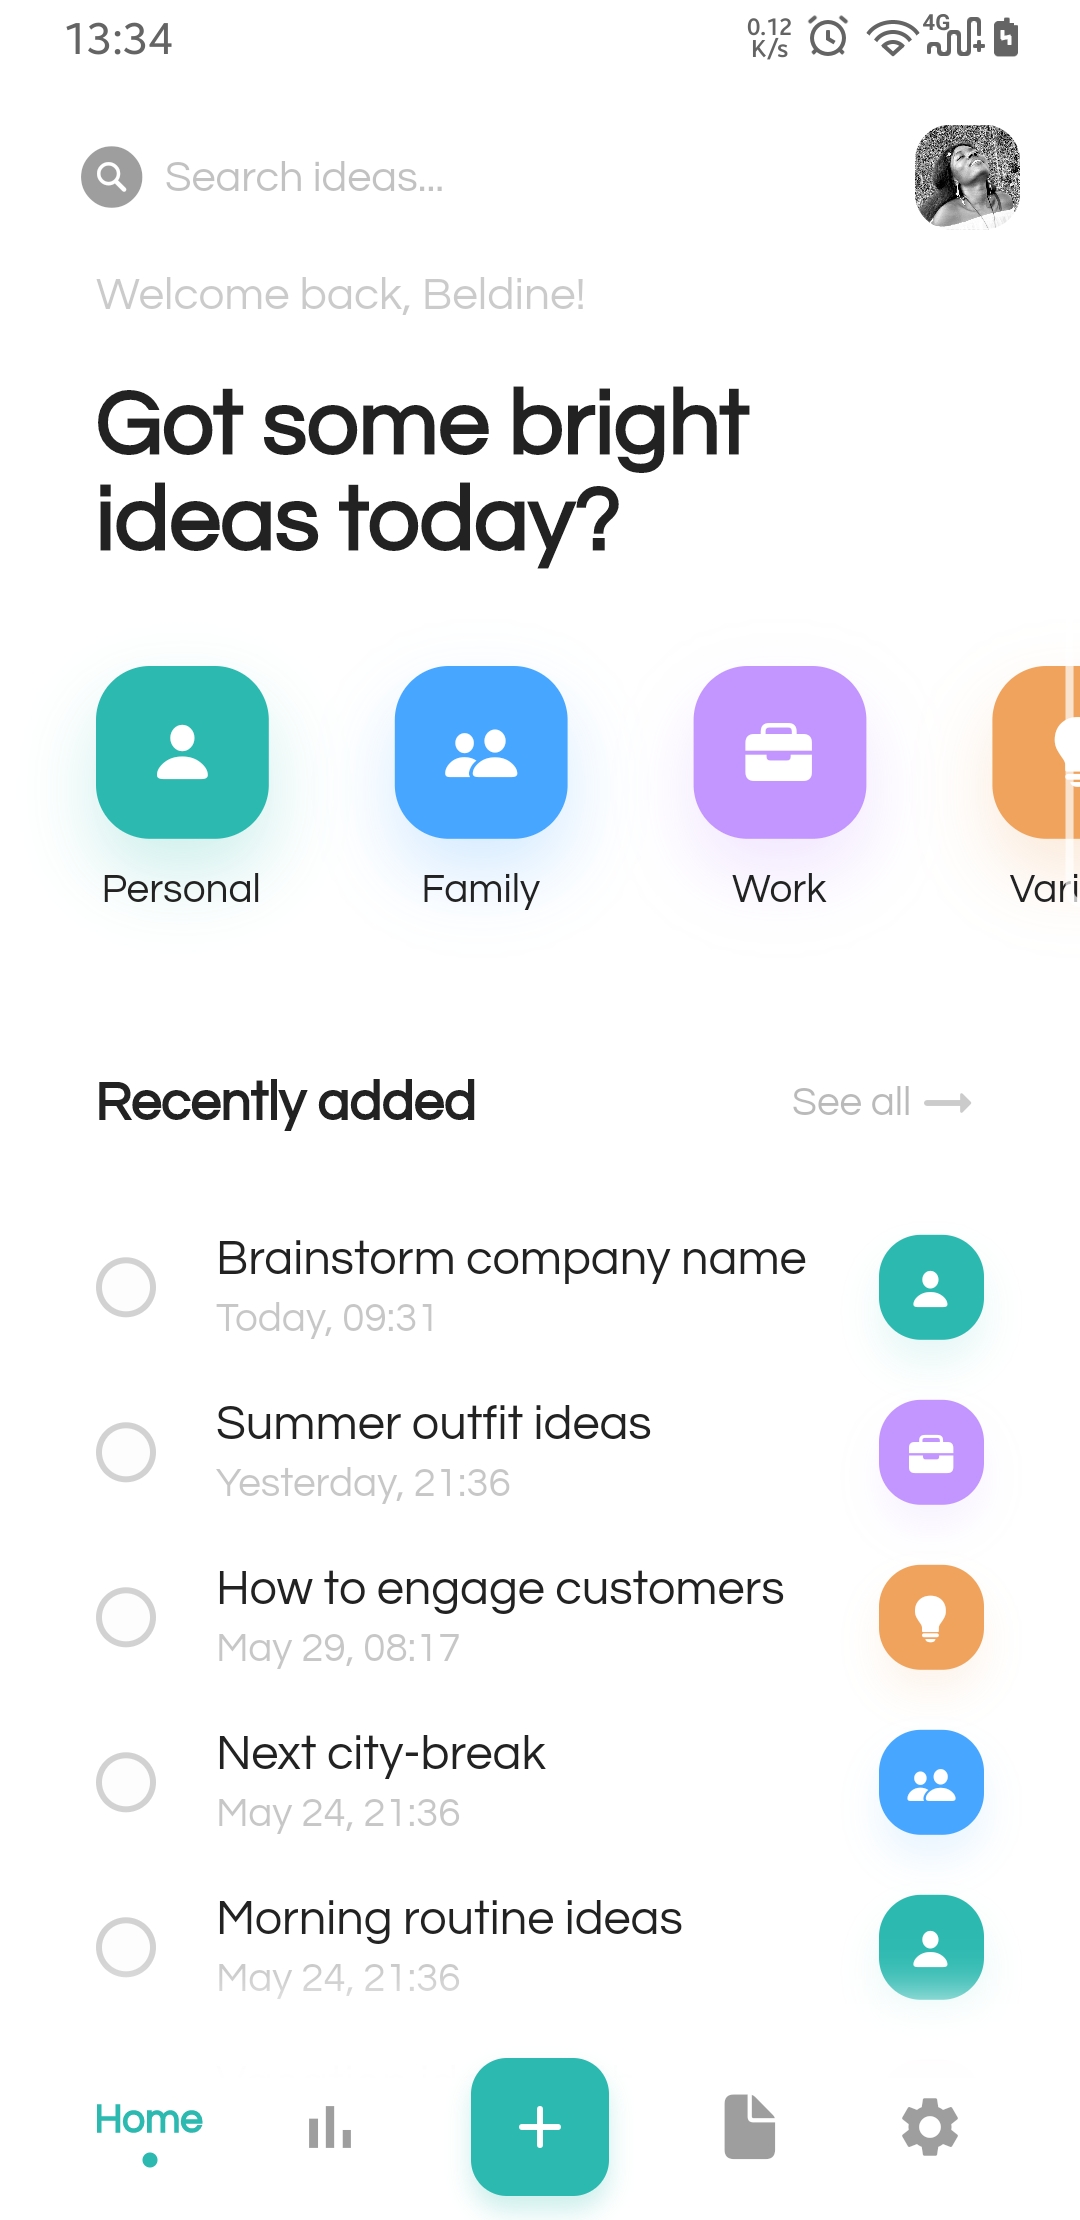 13:34
0.12
K/s
4G
Search ideas...
Welcome back, Beldine!
Got some bright
ideas today?
Personal
Family
Work
Vari
Recently added
See all
Brainstorm company name
Today, 09:31
Summer outfit ideas
Yesterday, 21:36
How to engage customers
May 29, 08:17
Next city-break
May 24, 21:36
Morning routine ideas
May 24, 21:36
Home